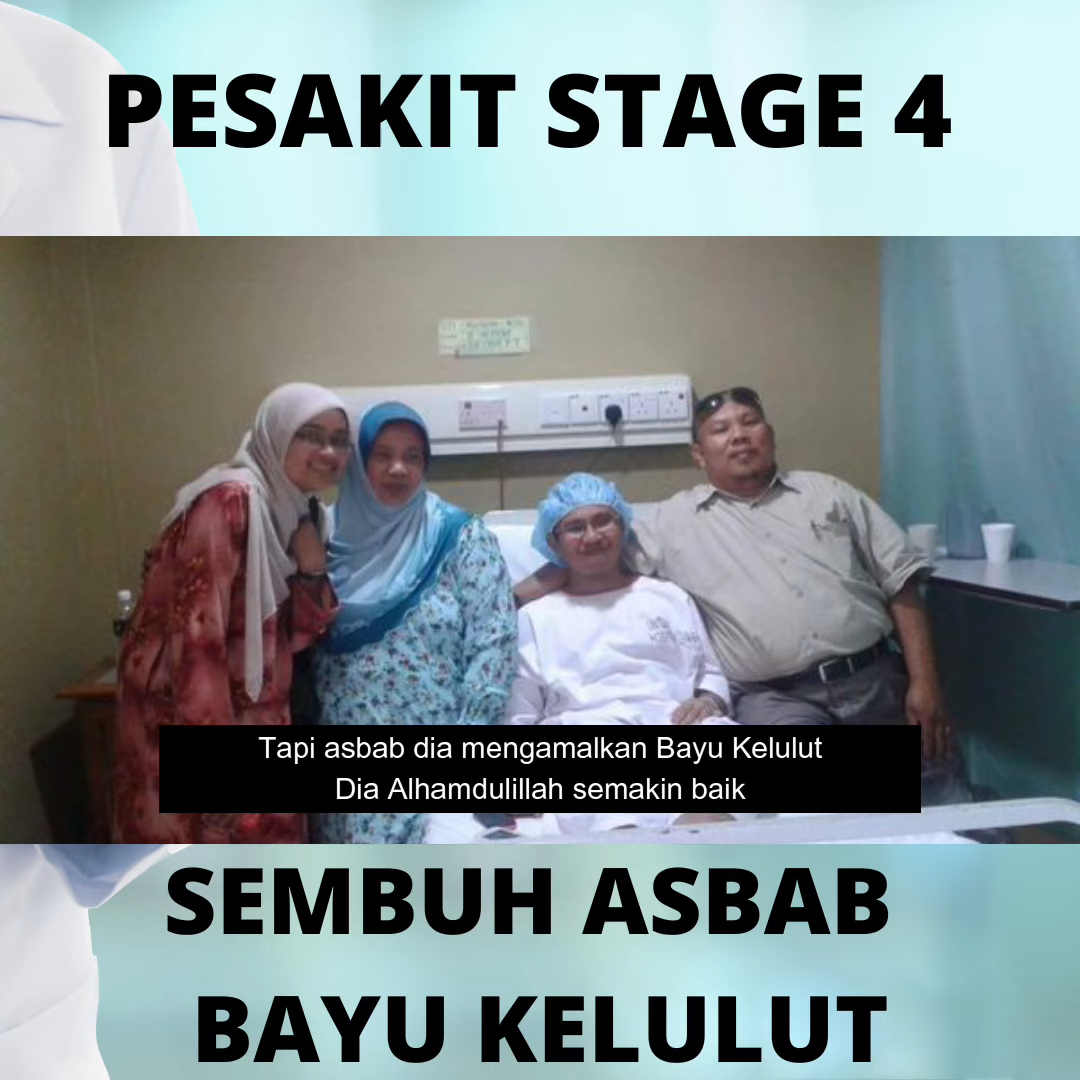 PESAKIT STAGE 4
Tapi asbab dia mengamalkan Bayu Kelulut
Dia Alhamdulillah semakin baik
SEMBUH ASBAB
BAYU KELULUT